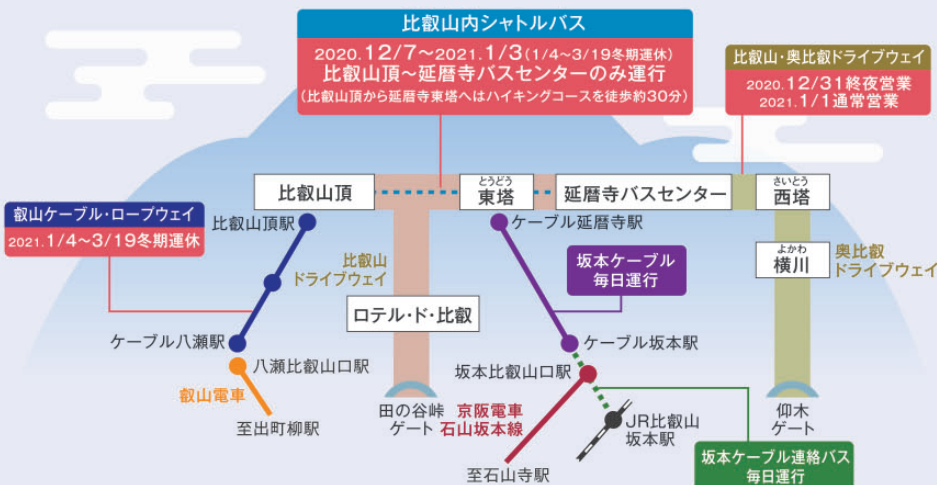 比叡山内シャトルバス
2020.12/7～2021.1/3(1/4～3/19冬期運休)
比叡山頂～延暦寺バスセンターのみ運行
(比叡山頂から延暦寺東塔へはハイキングコースを徒歩約30分)
比叡山・奥比叡ドライブウェイ
2020.12/31終夜営業
2021.1/1通常営業
比叡山頂
とうどう
東塔
延暦寺バスセンター
さいとう
西塔
叡山ケーブル・ロープウェイ
2021.1/4～3/19冬期運休
比叡山頂駅
ケーブル延暦寺駅
比叡山
ドライブウェイ
坂本ケーブル
毎日運行
よかわ
横川
奥比叡
ドライブウェイ
ロテル・ド・比叡
ケーブル八瀬駅
ケーブル坂本駅
八瀬比叡山口駅
坂本比叡山口駅
叡山電車
至出町柳駅
田の谷峠
ゲート
京阪電車
石山坂本線
JR比叡山
坂本駅
仰木
ゲート
至石山寺駅
坂本ケーブル連絡バス
毎日運行